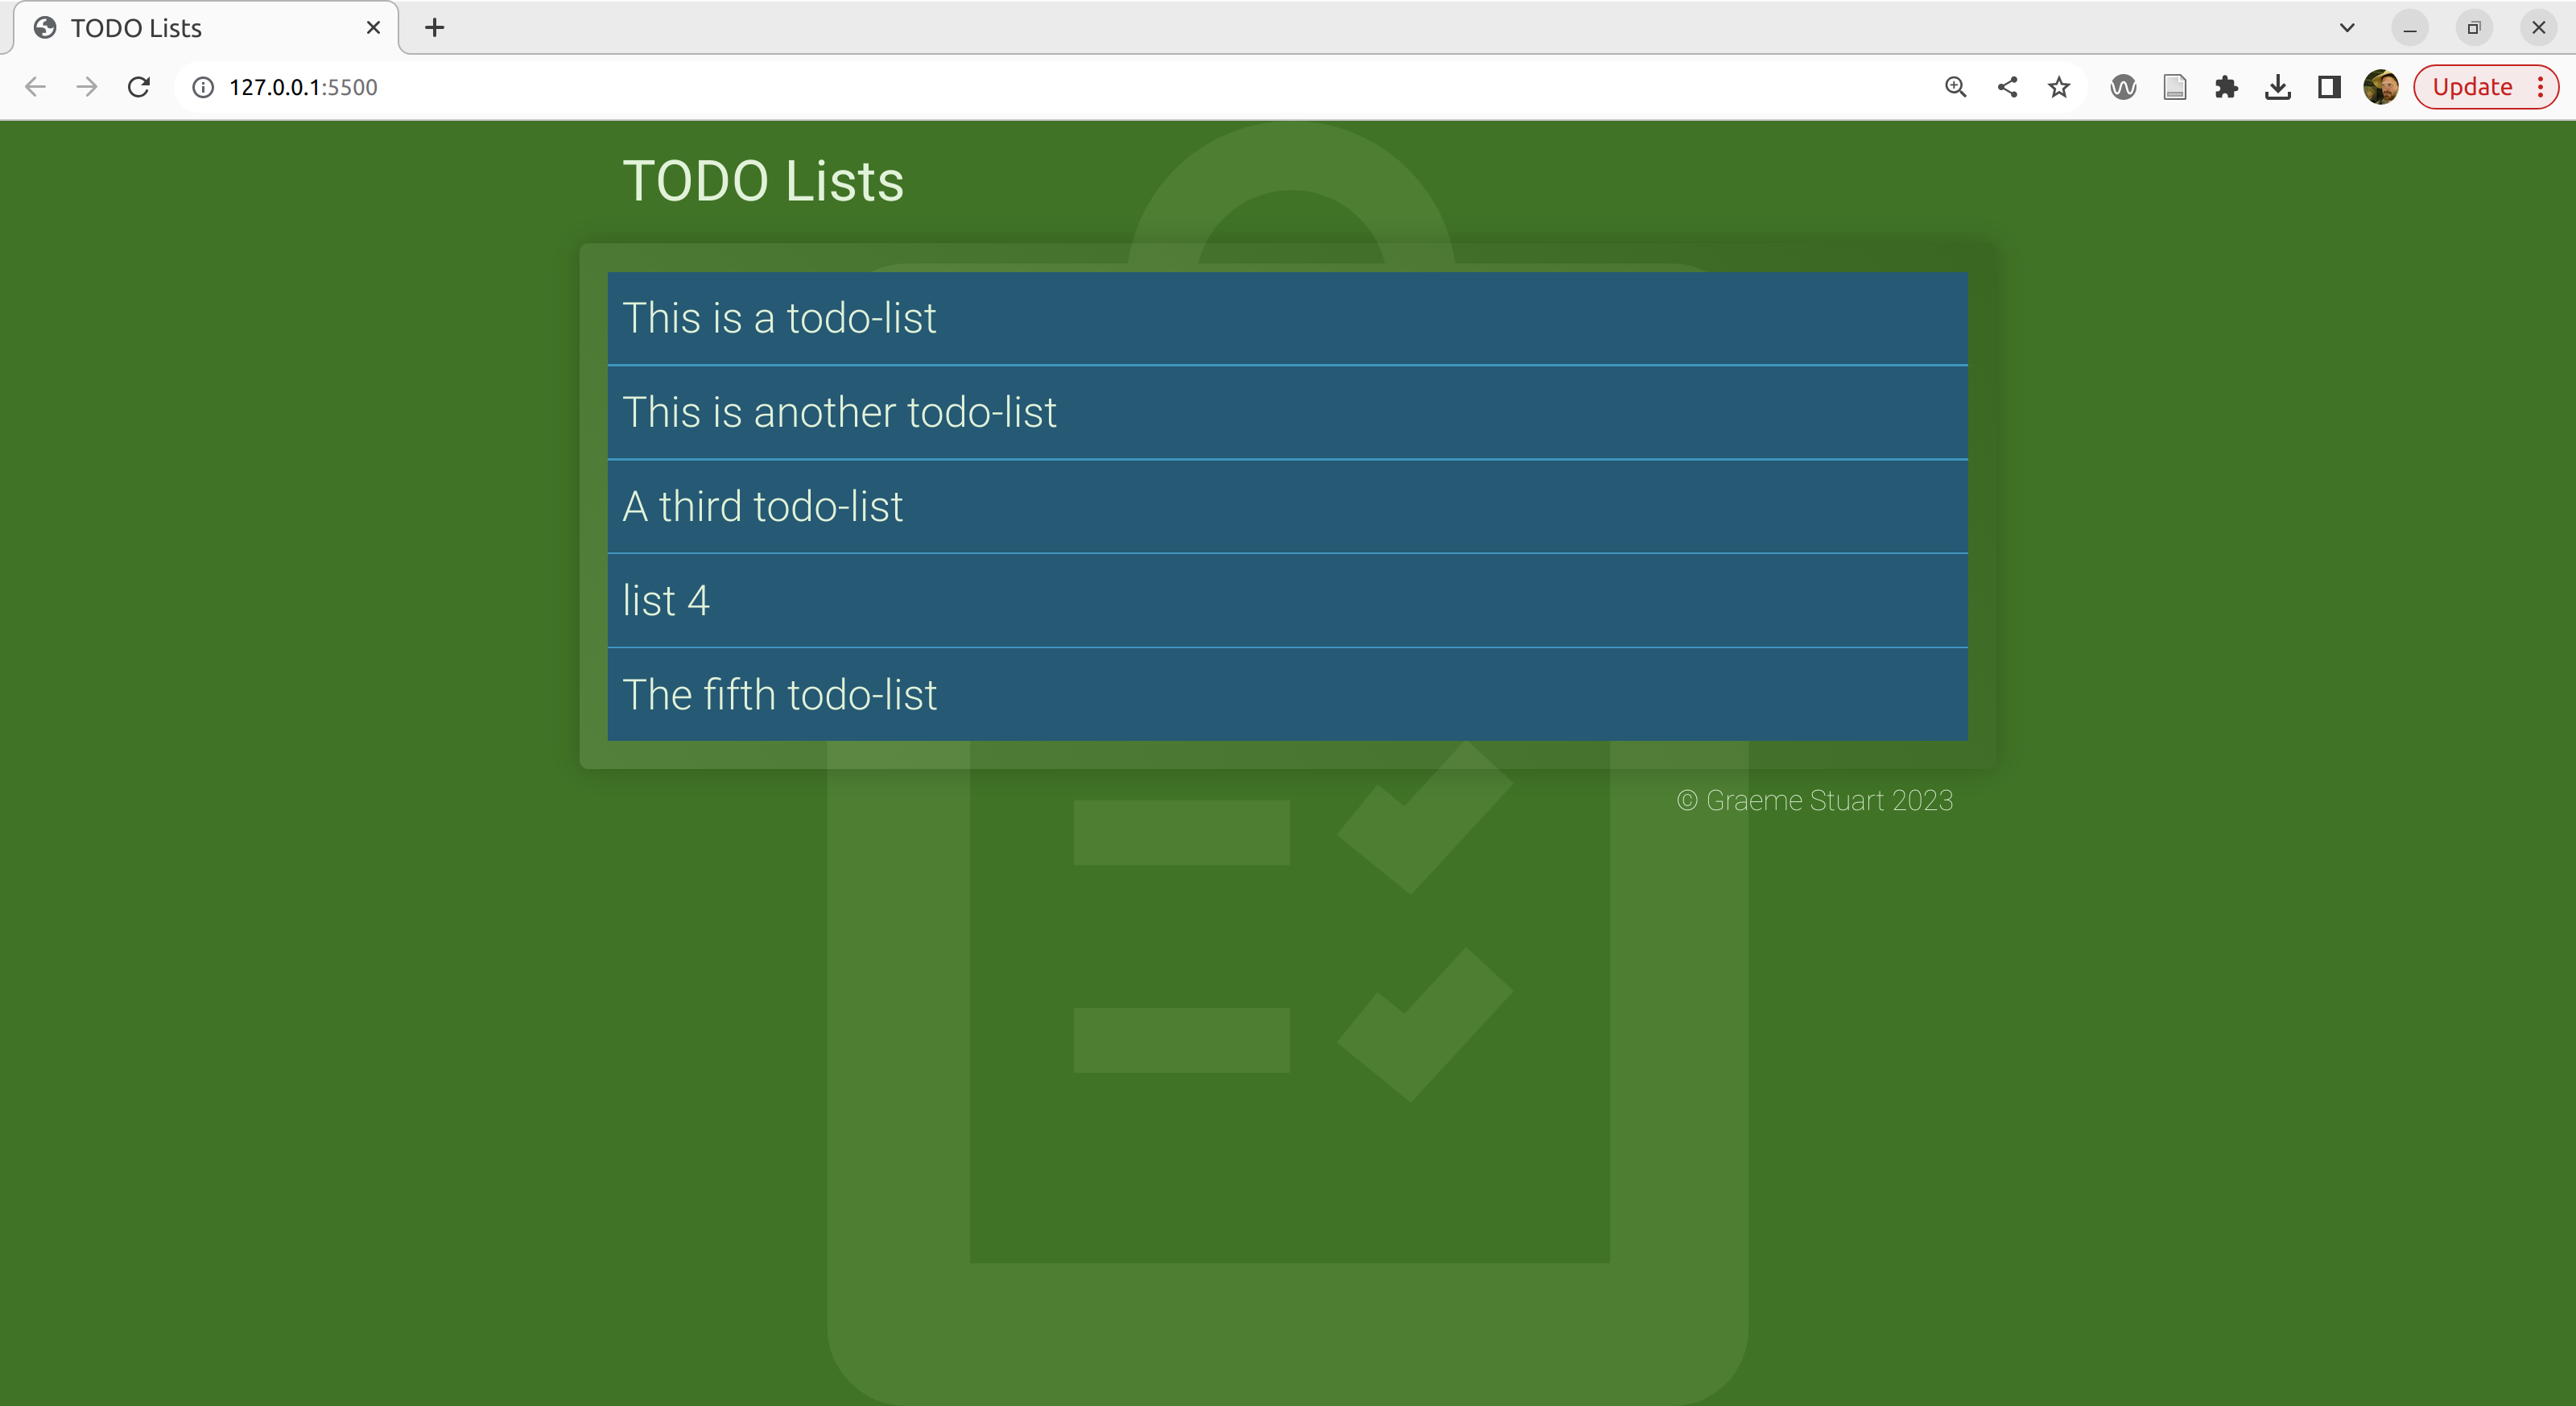 TODO Lists
127.0.0.1:5500
Update
TODO Lists
This is a todo-list
This is another todo-list
A third todo-list
list 4
The fifth todo-list
© Graeme Stuart 2023